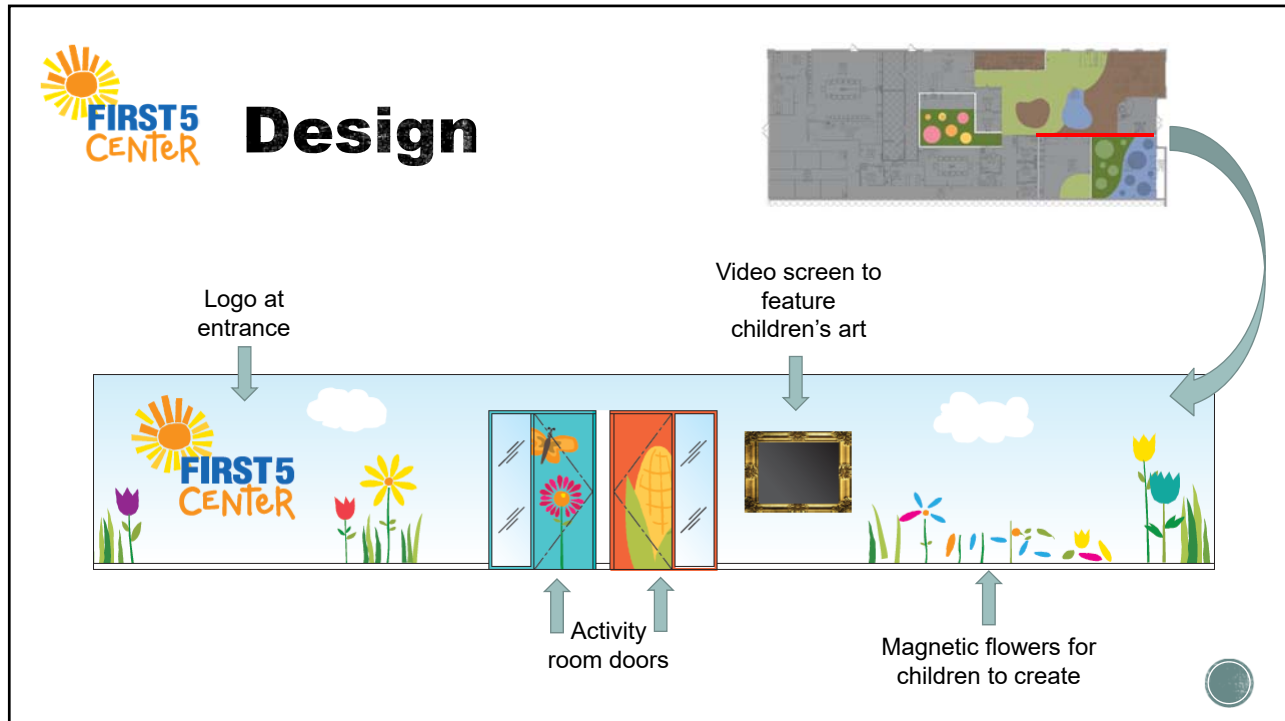 FIRST 5
CENTER
Design
Logo at
entrance
Video screen to
feature
children’s art
FIRST 5
CENTER
Activity
room doors
Magnetic flowers for
children to create